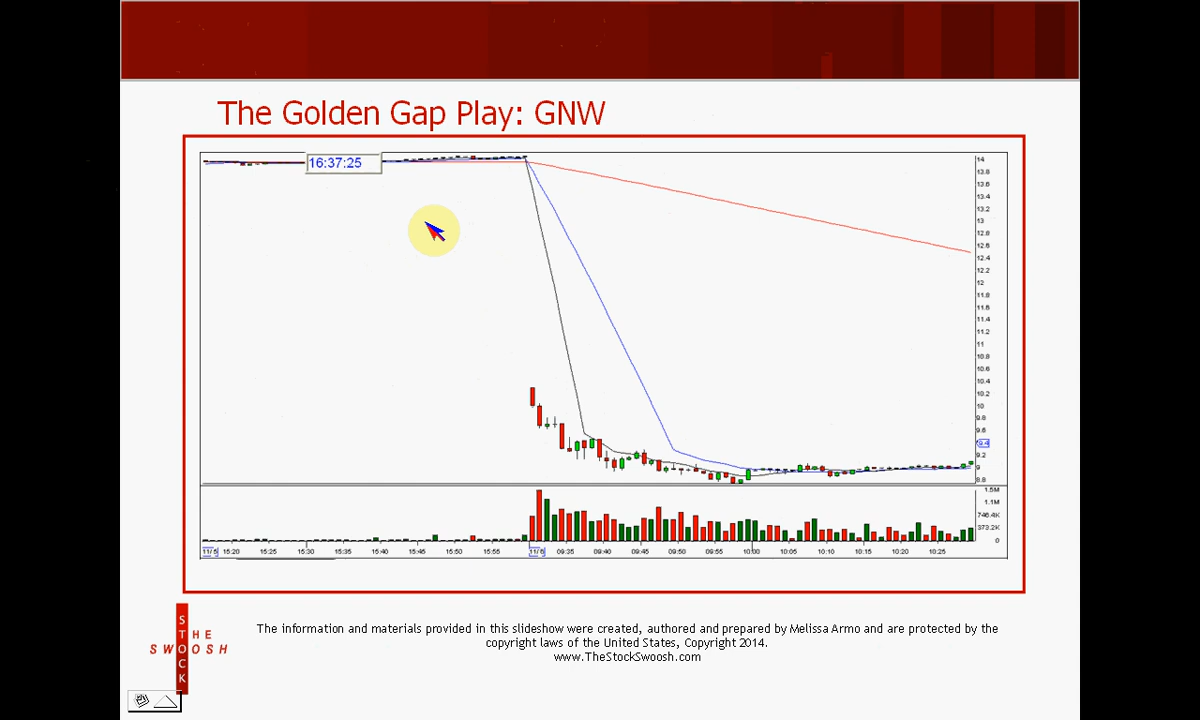 The Golden Gap Play: GNW
16:37:25
14
13.8
13.6
13.4
13.2
13
12.8
12.6
12.4
12.2
12
11.8
11.6
11.4
11.2
11
10.8
10.6
10.4
10.2
10
9.8
9.6
9.4
9.2
9
8.8
1.5M
1.1M
746.4K
373.2K
0
11/5 15:20 15:25 15:30 15:35 15:40 15:45 15:50 15:55 11/6 09:35 09:40 09:45 09:50 09:55 10:00 10:05 10:10 10:15 10:20 10:25
THE
STOCK
SWOOSH
The information and materials provided in this slideshow were created, authored and prepared by Melissa Armo and are protected by the
copyright laws of the United States, Copyright 2014.
www.TheStockSwoosh.com